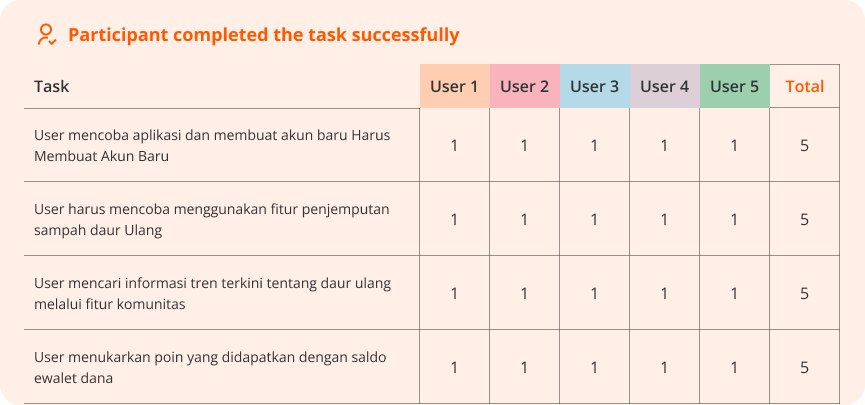 Participant completed the task successfully
Task User 1 User 2 User 3 User 4 User 5 Total
User mencoba aplikasi dan membuat akun baru Harus
Membuat Akun Baru
1 1 1 1 1 5
User harus mencoba menggunakan fitur penjemputan
sampah daur Ulang
1 1 1 1 1 5
User mencari informasi tren terkini tentang daur ulang
melalui fitur komunitas
1 1 1 1 1 5
User menukarkan poin yang didapatkan dengan saldo
ewalet dana
1 1 1 1 1 5